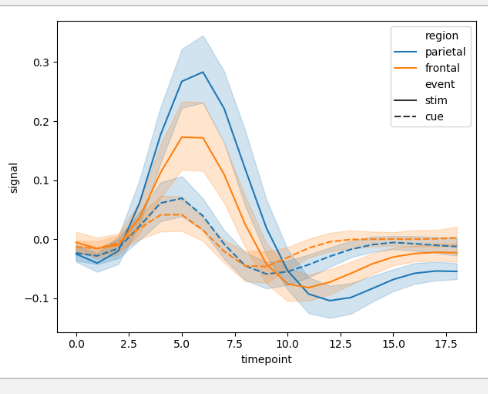 region
parietal
frontal
event
stim
cue
0.3
0.2
0.1
0.0
−0.1
signal
0.0 2.5 5.0 7.5 10.0 12.5 15.0 17.5
timepoint